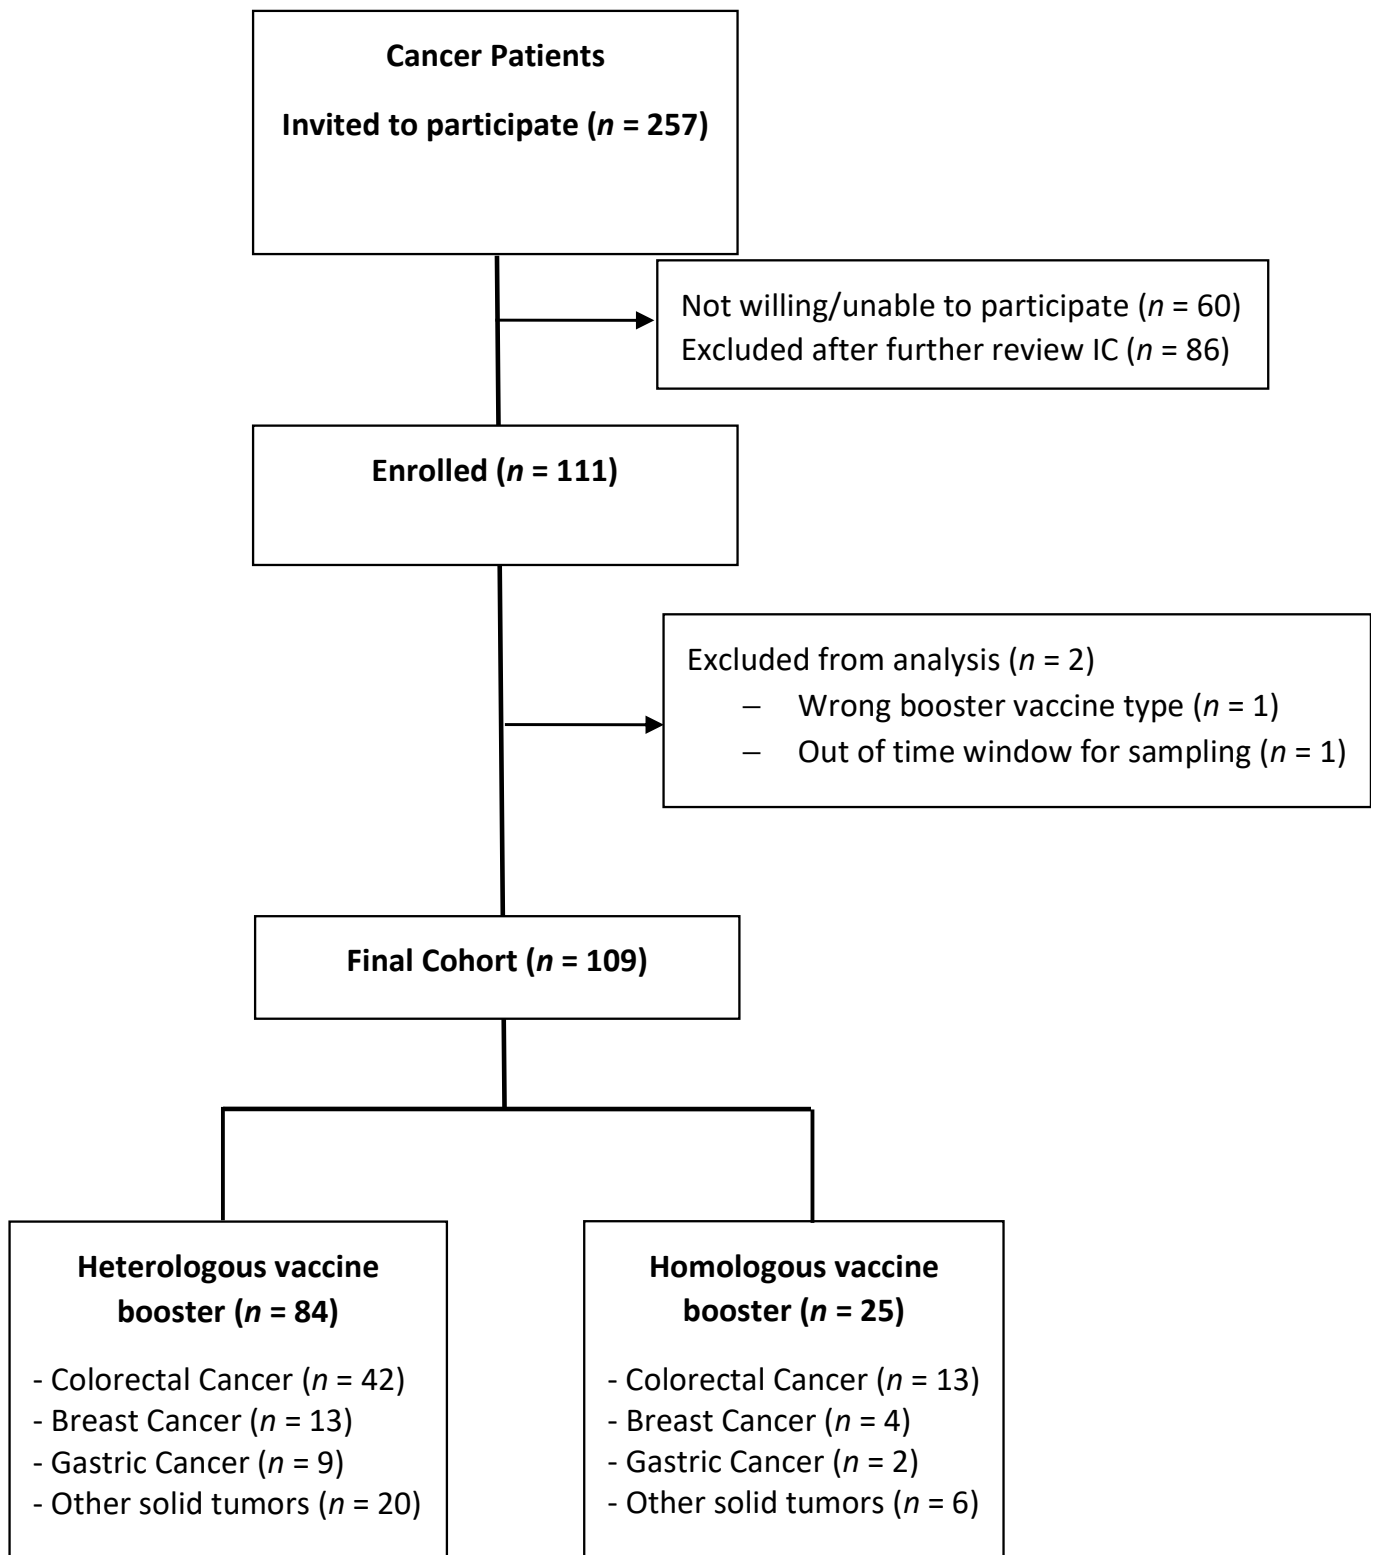 Cancer Patients
Invited to participate (n = 257)
Not willing/unable to participate (n = 60)
Excluded after further review IC (n = 86)
Enrolled (n = 111)
Excluded from analysis (n = 2)
– Wrong booster vaccine type (n = 1)
– Out of time window for sampling (n = 1)
Final Cohort (n = 109)
Heterologous vaccine
booster (n = 84)
- Colorectal Cancer (n = 42)
- Breast Cancer (n = 13)
- Gastric Cancer (n = 9)
- Other solid tumors (n = 20)
Homologous vaccine
booster (n = 25)
- Colorectal Cancer (n = 13)
- Breast Cancer (n = 4)
- Gastric Cancer (n = 2)
- Other solid tumors (n = 6)